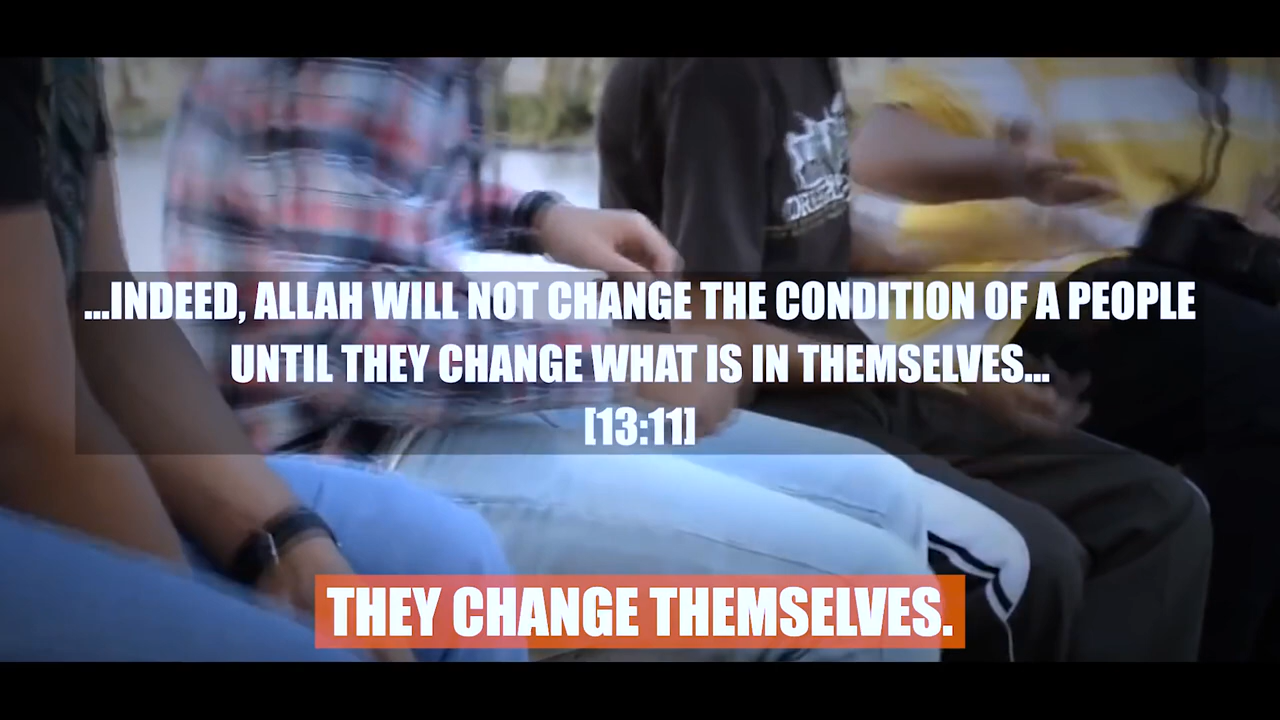 ...INDEED, ALLAH WILL NOT CHANGE THE CONDITION OF A PEOPLE
UNTIL THEY CHANGE WHAT IS IN THEMSELVES...
[13:11]
THEY CHANGE THEMSELVES.